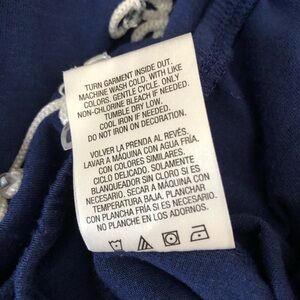 TURN GARMENT INSIDE OUT.
MACHINE WASH COLD. WITH LIKE
COLORS. GENTLE CYCLE. ONLY
NON-CHLORINE BLEACH IF NEEDED.
TUMBLE DRY LOW.
COOL IRON IF NEEDED.
DO NOT IRON ON DECORATION.
VOLVER LA PRENDA AL REVÉS.
LAVAR A MÁQUINA CON AGUA FRÍA.
CON COLORES SIMILARES.
CICLO DELICADO. SOLAMENTE
BLANQUEADOR SIN CLORO SI ES
NECESARIO. SECAR A MÁQUINA CON
TEMPERATURA BAJA. PLANCHAR
CON PLANCHA FRÍA SI ES NECESARIO.
NO PLANCHE EN LOS ADORNOS.